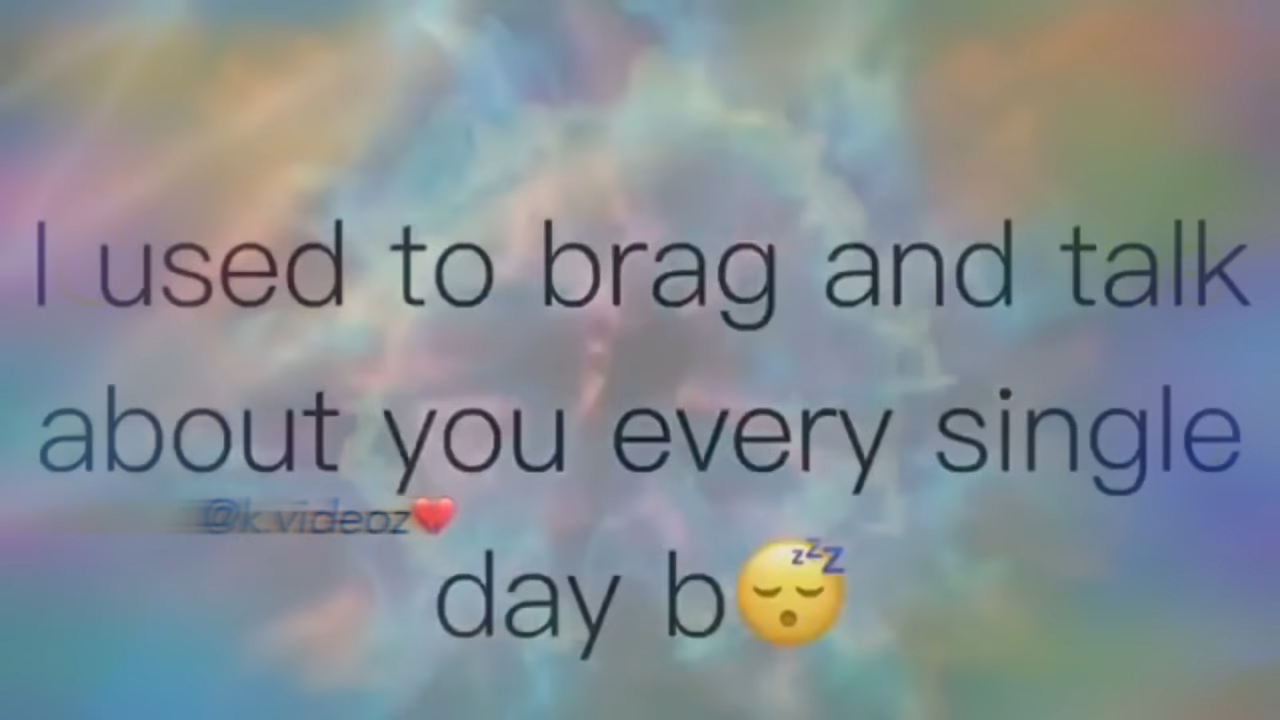 I used to brag and talk
about you every single
@k.videoz❤️
day b😴